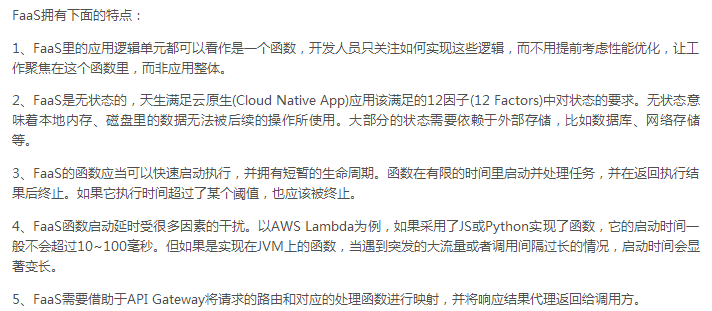 FaaS拥有下面的特点：
1、FaaS里的应用逻辑单元都可以看作是一个函数，开发人员只关注如何实现这些逻辑，而不用提前考虑性能优化，让工
作聚焦在这个函数里，而非应用整体。
2、FaaS是无状态的，天生满足云原生(Cloud Native App)应用该满足的12因子(12 Factors)中对状态的要求。无状态意
味着本地内存、磁盘里的数据无法被后续的操作所使用。大部分的状态需要依赖于外部存储，比如数据库、网络存储
等。
3、FaaS的函数应当可以快速启动执行，并拥有短暂的生命周期。函数在有限的时间里启动并处理任务，并在返回执行结
果后终止。如果它执行时间超过了某个阈值，也应该被终止。
4、FaaS函数启动延时受很多因素的干扰。以AWS Lambda为例，如果采用了JS或Python实现了函数，它的启动时间一
般不会超过10~100毫秒。但如果是实现在JVM上的函数，当遇到突发的大流量或者调用间隔过长的情况，启动时间会显
著变长。
5、FaaS需要借助于API Gateway将请求的路由和对应的处理函数进行映射，并将响应结果代理返回给调用方。